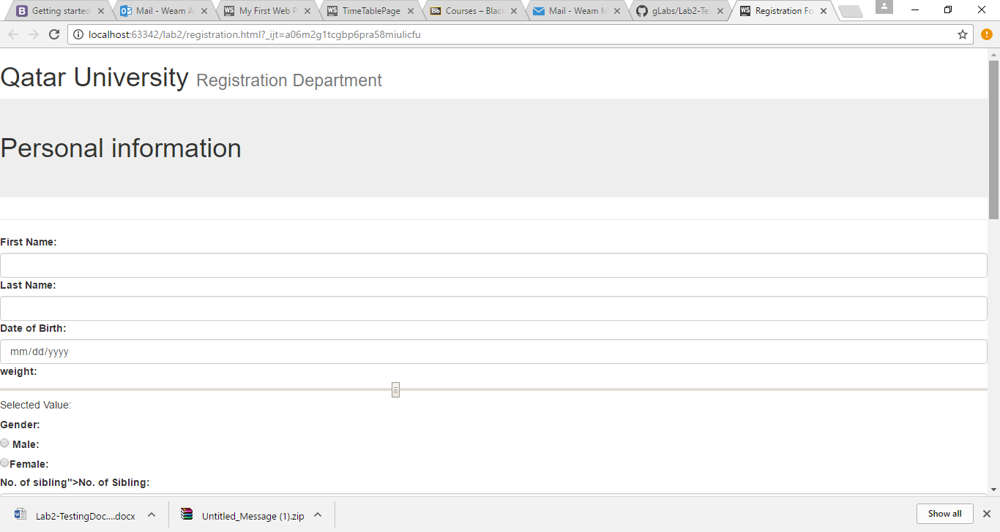 Getting started
Mail - Weam A
My First Web P
TimeTablePage
Courses – Blac
Mail - Weam M
gLabs/Lab2-Te
Registration Fo
localhost:63342/lab2/registration.html?_ijt=a06m2g1tcgbp6pra58miulicfu
Qatar University Registration Department
Personal information
First Name:
Last Name:
Date of Birth:
mm/dd/yyyy
weight:
Selected Value:
Gender:
Male:
Female:
No. of sibling">No. of Sibling:
Lab2-TestingDoc....docx
Untitled_Message (1).zip
Show all